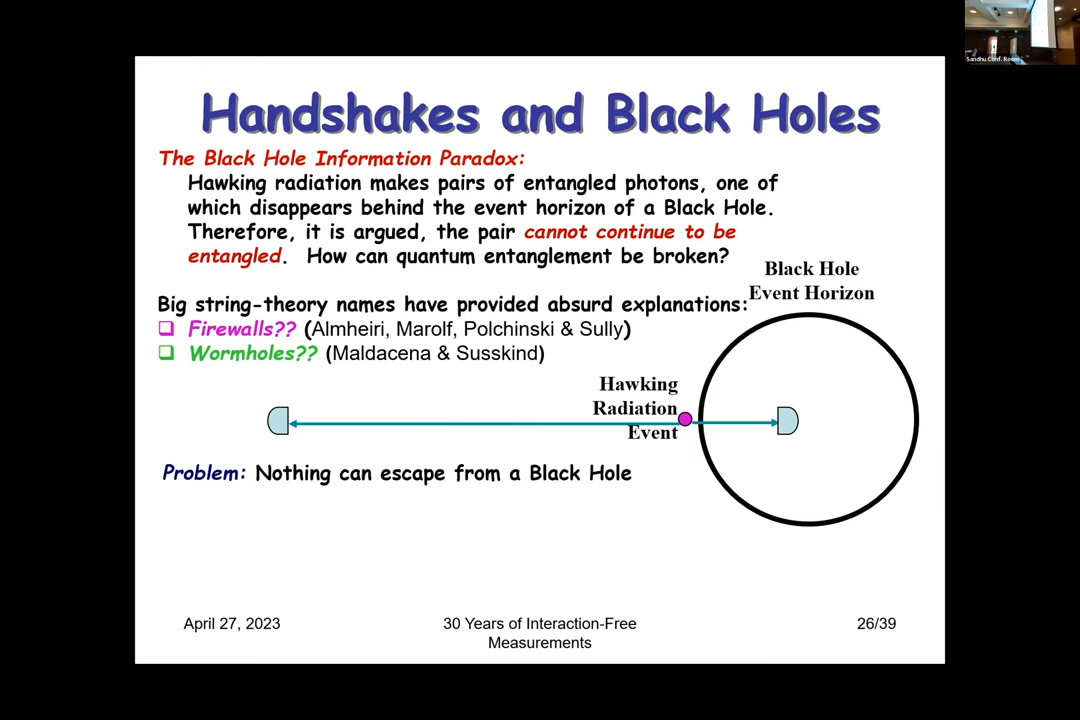 Sandhu Conf. Room
Handshakes and Black Holes
The Black Hole Information Paradox:
Hawking radiation makes pairs of entangled photons, one of
which disappears behind the event horizon of a Black Hole.
Therefore, it is argued, the pair cannot continue to be
entangled. How can quantum entanglement be broken?
Black Hole
Event Horizon
Big string-theory names have provided absurd explanations:
Firewalls?? (Almheiri, Marolf, Polchinski & Sully)
Wormholes?? (Maldacena & Susskind)
Hawking
Radiation
Event
Problem: Nothing can escape from a Black Hole
April 27, 2023
30 Years of Interaction-Free
Measurements
26/39